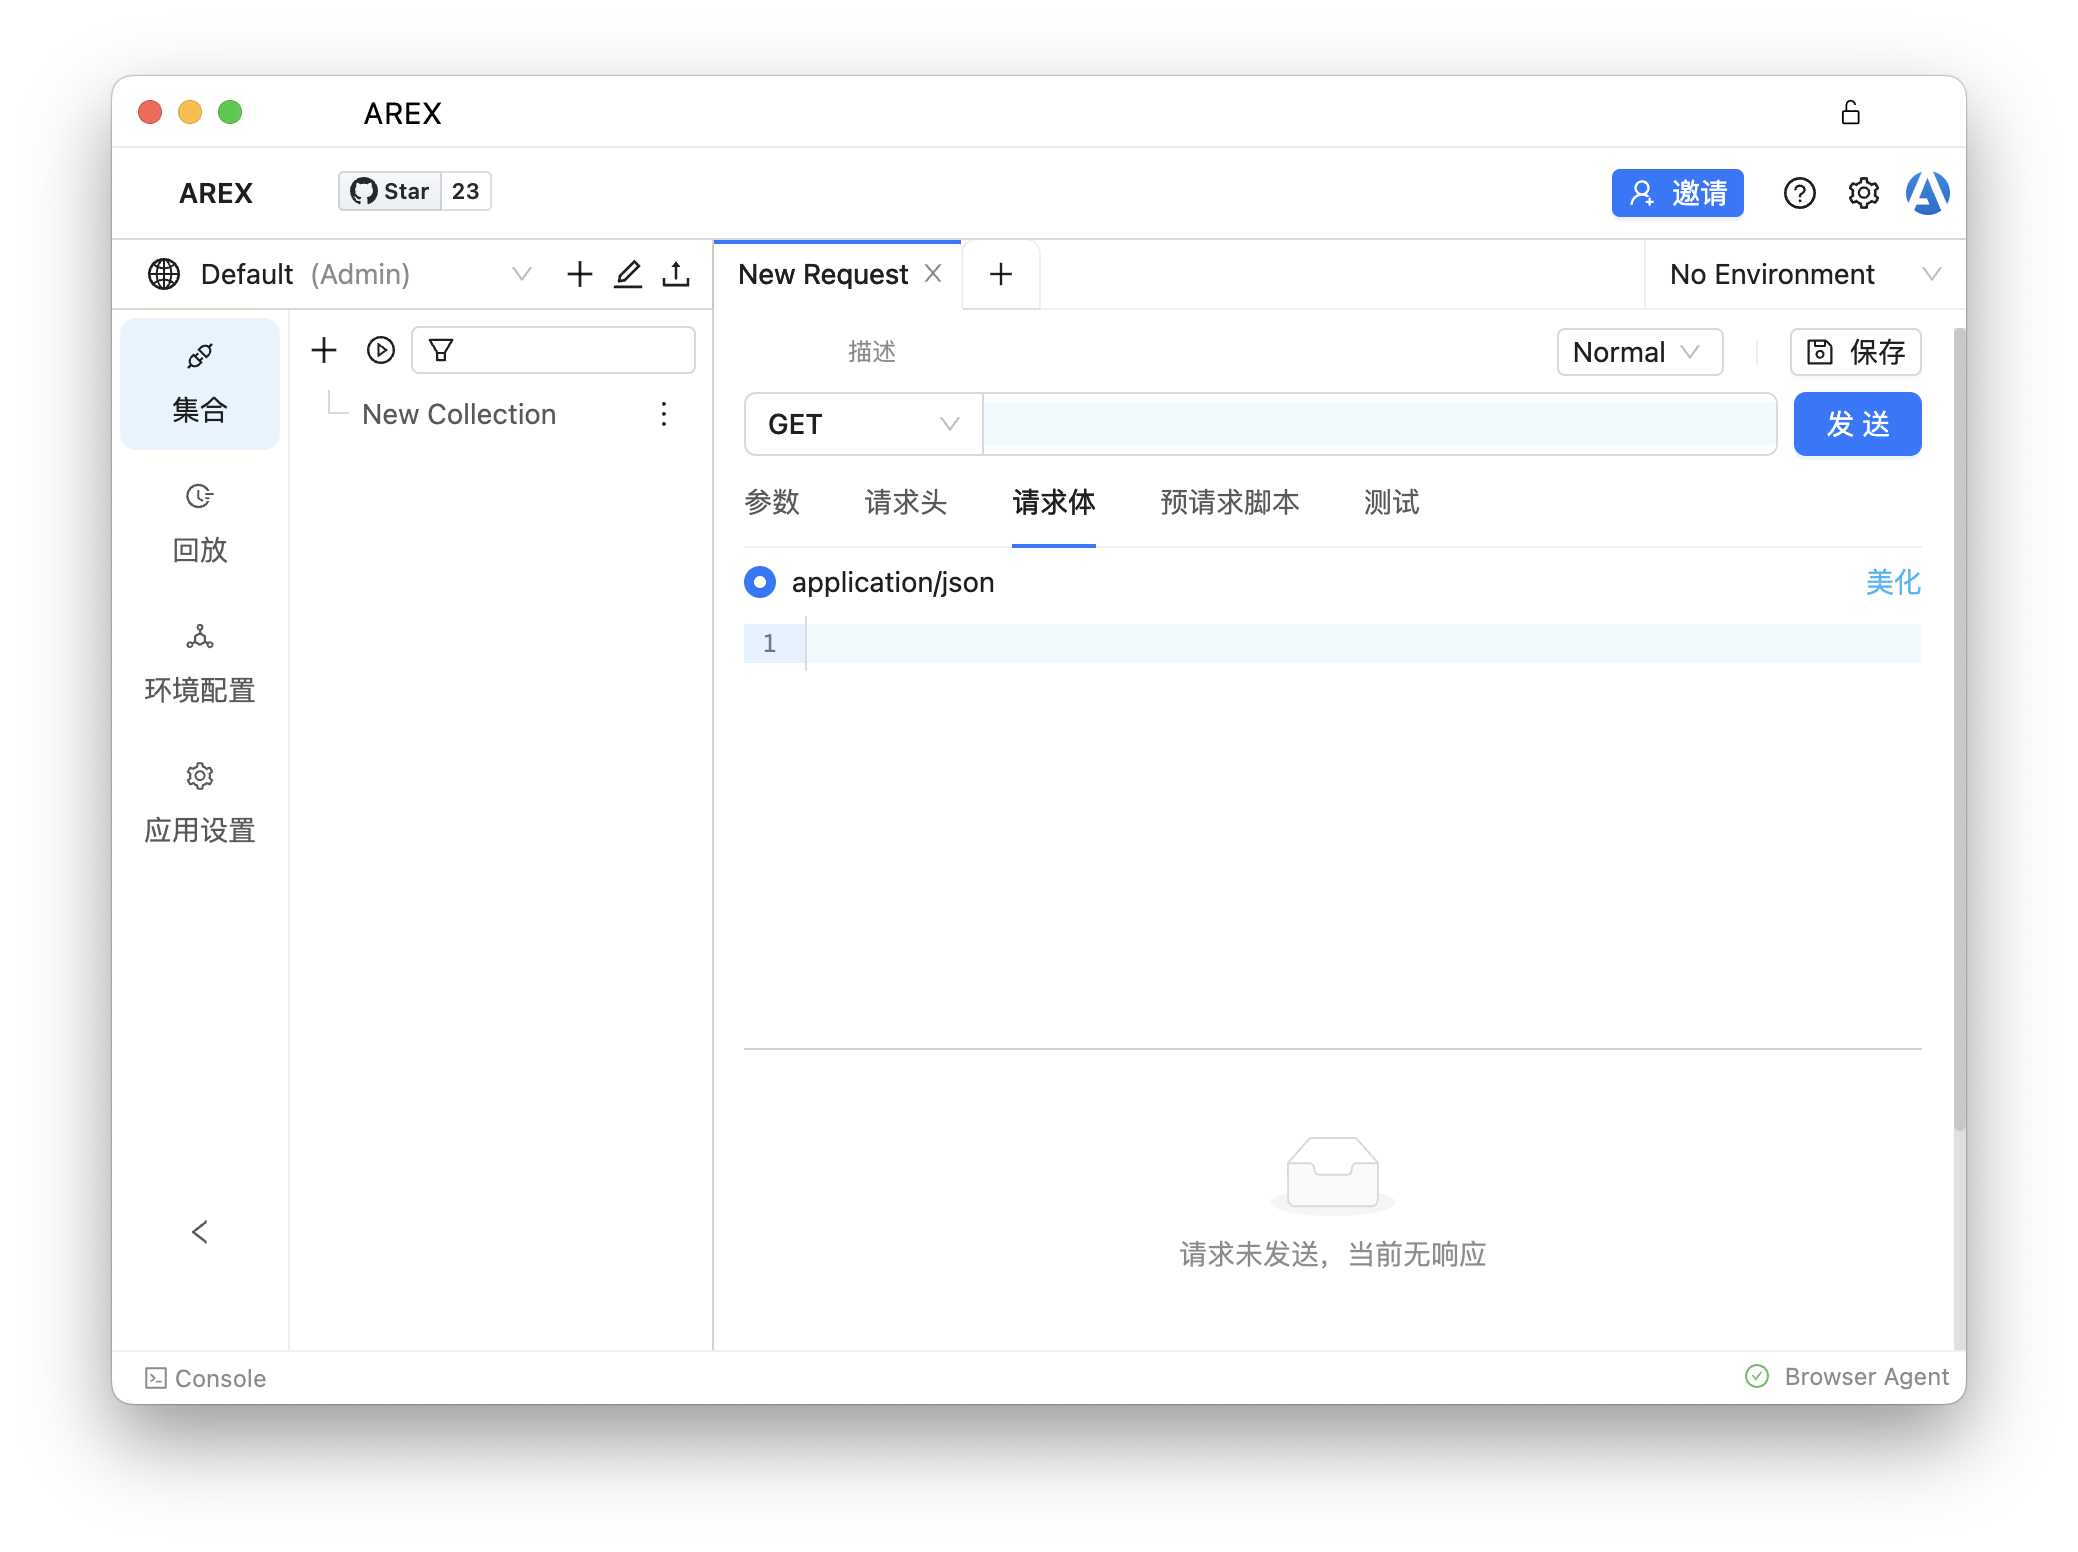 AREX
AREX
Star 23
邀请
Default (Admin)
New Request
No Environment
集合
回放
环境配置
应用设置
New Collection
描述
Normal
保存
GET
发 送
参数 请求头 请求体 预请求脚本 测试
application/json
美化
1
请求未发送，当前无响应
Console
Browser Agent